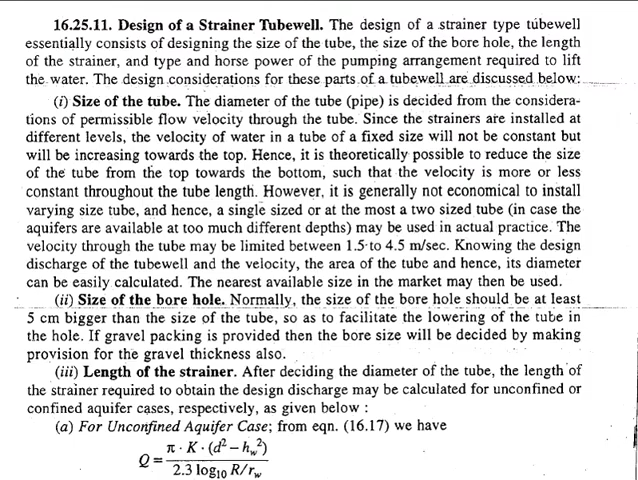 16.25.11. Design of a Strainer Tubewell. The design of a strainer type tubewell
essentially consists of designing the size of the tube, the size of the bore hole, the length
of the strainer, and type and horse power of the pumping arrangement required to lift
the water. The design considerations for these parts of a tubewell are discussed below:
(i) Size of the tube. The diameter of the tube (pipe) is decided from the considera-
tions of permissible flow velocity through the tube. Since the strainers are installed at
different levels, the velocity of water in a tube of a fixed size will not be constant but
will be increasing towards the top. Hence, it is theoretically possible to reduce the size
of the tube from the top towards the bottom, such that the velocity is more or less
constant throughout the tube length. However, it is generally not economical to install
varying size tube, and hence, a single sized or at the most a two sized tube (in case the
aquifers are available at too much different depths) may be used in actual practice. The
velocity through the tube may be limited between 1.5 to 4.5 m/sec. Knowing the design
discharge of the tubewell and the velocity, the area of the tube and hence, its diameter
can be easily calculated. The nearest available size in the market may then be used.
(ii) Size of the bore hole. Normally, the size of the bore hole should be at least
5 cm bigger than the size of the tube, so as to facilitate the lowering of the tube in
the hole. If gravel packing is provided then the bore size will be decided by making
provision for the gravel thickness also.
(iii) Length of the strainer. After deciding the diameter of the tube, the length of
the strainer required to obtain the design discharge may be calculated for unconfined or
confined aquifer cases, respectively, as given below :
(a) For Unconfined Aquifer Case; from eqn. (16.17) we have
Q = π · K · (d² – h_w²) / 2.3 log₁₀ R/r_w